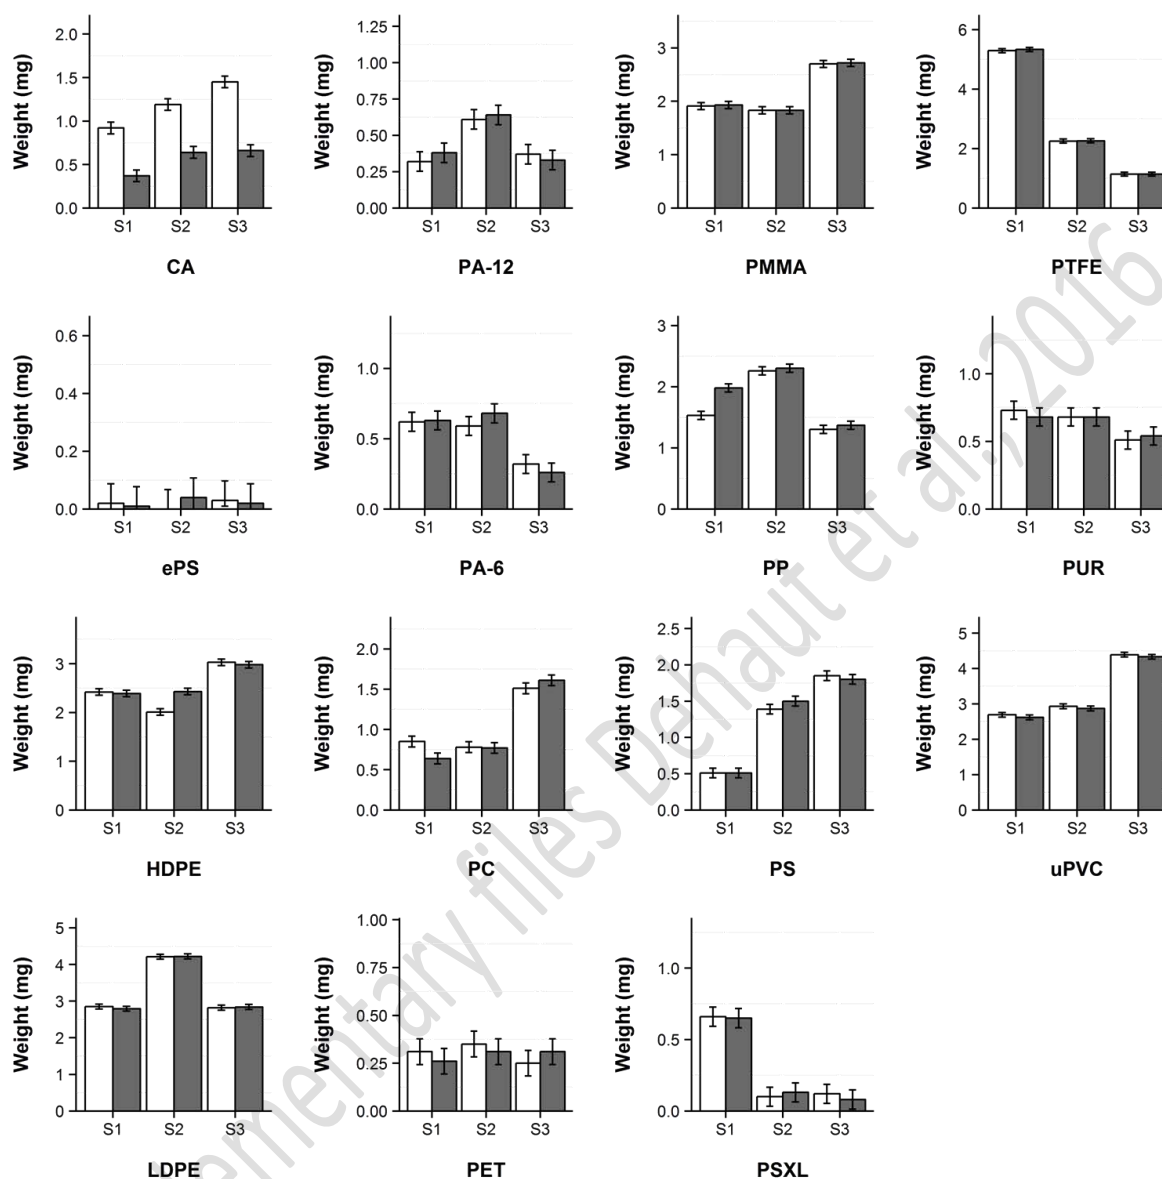 Weight (mg)
2.0
1.5
1.0
0.5
0.0
S1 S2 S3
CA
Weight (mg)
1.25
1.00
0.75
0.50
0.25
0.00
S1 S2 S3
PA-12
Weight (mg)
3
2
1
0
S1 S2 S3
PMMA
Weight (mg)
6
4
2
0
S1 S2 S3
PTFE
Weight (mg)
0.6
0.4
0.2
0.0
S1 S2 S3
ePS
Weight (mg)
1.0
0.5
0.0
S1 S2 S3
PA-6
Weight (mg)
3
2
1
0
S1 S2 S3
PP
Weight (mg)
1.0
0.5
0.0
S1 S2 S3
PUR
Weight (mg)
3
2
1
0
S1 S2 S3
HDPE
Weight (mg)
2.0
1.5
1.0
0.5
0.0
S1 S2 S3
PC
Weight (mg)
2.5
2.0
1.5
1.0
0.5
0.0
S1 S2 S3
PS
Weight (mg)
5
4
3
2
1
0
S1 S2 S3
uPVC
Weight (mg)
5
4
3
2
1
0
S1 S2 S3
LDPE
Weight (mg)
1.00
0.75
0.50
0.25
0.00
S1 S2 S3
PET
Weight (mg)
1.0
0.5
0.0
S1 S2 S3
PSXL
ementary files Dehaut et al., 2016